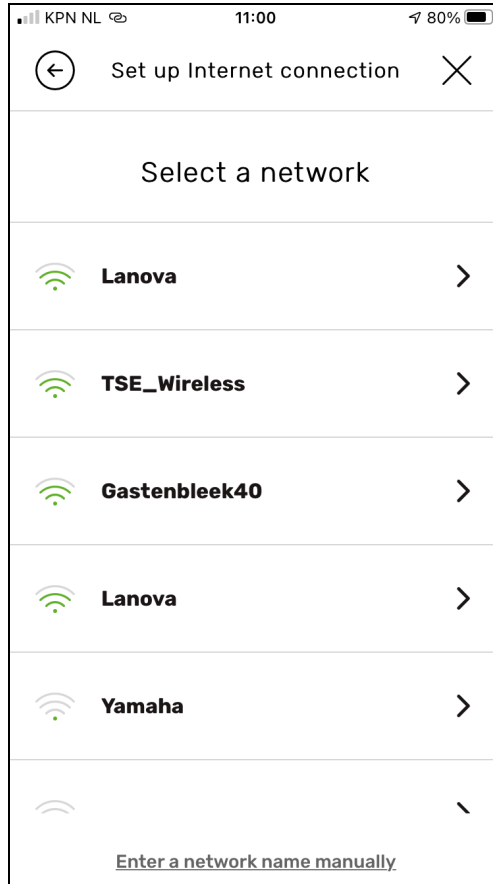 KPN NL 11:00 80%
Set up Internet connection
Select a network
Lanova
TSE_Wireless
Gastenbleek40
Lanova
Yamaha
Enter a network name manually